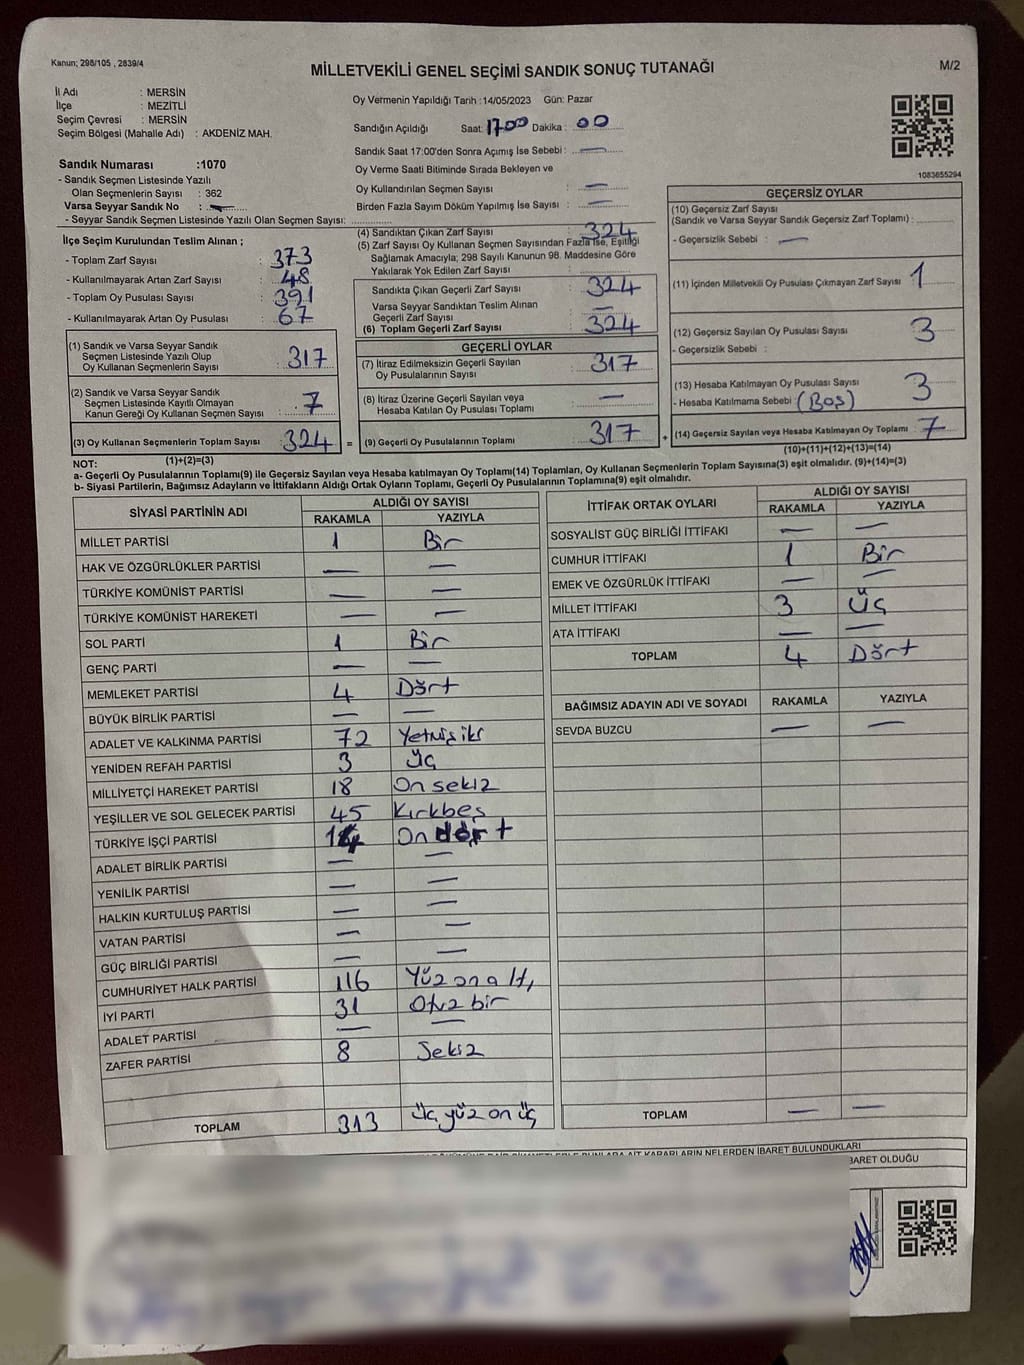 Kanun; 298/105 , 2839/4
MİLLETVEKİLİ GENEL SEÇİMİ SANDIK SONUÇ TUTANAĞI
M/2
İl Adı : MERSİN
İlçe : MEZİTLİ
Seçim Çevresi : MERSİN
Seçim Bölgesi (Mahalle Adı) : AKDENİZ MAH.
Sandık Numarası :1070
- Sandık Seçmen Listesinde Yazılı
Olan Seçmenlerin Sayısı : 362
Varsa Seyyar Sandık No :
- Seyyar Sandık Seçmen Listesinde Yazılı Olan Seçmen Sayısı:
Oy Vermenin Yapıldığı Tarih :14/05/2023 Gün: Pazar
Sandığın Açıldığı Saat: 1700 Dakika : 00
Sandık Saat 17:00'den Sonra Açımış İse Sebebi : —
Oy Verme Saati Bitiminde Sırada Bekleyen ve
Oy Kullandırılan Seçmen Sayısı : —
Birden Fazla Sayım Döküm Yapılmış İse Sayısı : —
1083655294
İlçe Seçim Kurulundan Teslim Alınan ;
- Toplam Zarf Sayısı : 373
- Kullanılmayarak Artan Zarf Sayısı : 48
- Toplam Oy Pusulası Sayısı : 391
- Kullanılmayarak Artan Oy Pusulası : 67
(1) Sandık ve Varsa Seyyar Sandık
Seçmen Listesinde Yazılı Olup
Oy Kullanan Seçmenlerin Sayısı : 317
(2) Sandık ve Varsa Seyyar Sandık
Seçmen Listesinde Kayıtlı Olmayan
Kanun Gereği Oy Kullanan Seçmen Sayısı : 7
(3) Oy Kullanan Seçmenlerin Toplam Sayısı : 324 =
(1)+(2)=(3)
(4) Sandıktan Çıkan Zarf Sayısı : 324
(5) Zarf Sayısı Oy Kullanan Seçmen Sayısından Fazla İse, Eşitliği
Sağlamak Amacıyla; 298 Sayılı Kanunun 98. Maddesine Göre
Yakılarak Yok Edilen Zarf Sayısı :
Sandıkta Çıkan Geçerli Zarf Sayısı : 324
Varsa Seyyar Sandıktan Teslim Alınan
Geçerli Zarf Sayısı : —
(6) Toplam Geçerli Zarf Sayısı : 324
GEÇERLİ OYLAR
(7) İtiraz Edilmeksizin Geçerli Sayılan
Oy Pusulalarının Sayısı : 317
(8) İtiraz Üzerine Geçerli Sayılan veya
Hesaba Katılan Oy Pusulası Toplamı : —
(9) Geçerli Oy Pusulalarının Toplamı : 317 +
GEÇERSİZ OYLAR
(10) Geçersiz Zarf Sayısı
(Sandık ve Varsa Seyyar Sandık Geçersiz Zarf Toplamı) :
- Geçersizlik Sebebi : —
(11) İçinden Milletvekili Oy Pusulası Çıkmayan Zarf Sayısı : 1
(12) Geçersiz Sayılan Oy Pusulası Sayısı : 3
- Geçersizlik Sebebi :
(13) Hesaba Katılmayan Oy Pusulası Sayısı : 3
- Hesaba Katılmama Sebebi : (Boş)
(14) Geçersiz Sayılan veya Hesaba Katılmayan Oy Toplamı : 7
(10)+(11)+(12)+(13)=(14)
NOT:
a- Geçerli Oy Pusulalarının Toplamı(9) ile Geçersiz Sayılan veya Hesaba katılmayan Oy Toplamı(14) Toplamları, Oy Kullanan Seçmenlerin Toplam Sayısına(3) eşit olmalıdır. (9)+(14)=(3)
b- Siyasi Partilerin, Bağımsız Adayların ve İttifakların Aldığı Ortak Oyların Toplamı, Geçerli Oy Pusulalarının Toplamına(9) eşit olmalıdır.
SİYASİ PARTİNİN ADI ALDIĞI OY SAYISI
RAKAMLA YAZIYLA
MİLLET PARTİSİ 1 Bir
HAK VE ÖZGÜRLÜKLER PARTİSİ — —
TÜRKİYE KOMÜNİST PARTİSİ — —
TÜRKİYE KOMÜNİST HAREKETİ — —
SOL PARTİ 1 Bir
GENÇ PARTİ — —
MEMLEKET PARTİSİ 4 Dört
BÜYÜK BİRLİK PARTİSİ — —
ADALET VE KALKINMA PARTİSİ 72 Yetmişiki
YENİDEN REFAH PARTİSİ 3 Üç
MİLLİYETÇİ HAREKET PARTİSİ 18 On sekiz
YEŞİLLER VE SOL GELECEK PARTİSİ 45 Kırkbeş
TÜRKİYE İŞÇİ PARTİSİ 14 On dört
ADALET BİRLİK PARTİSİ — —
YENİLİK PARTİSİ — —
HALKIN KURTULUŞ PARTİSİ — —
VATAN PARTİSİ — —
GÜÇ BİRLİĞİ PARTİSİ — —
CUMHURİYET HALK PARTİSİ 116 Yüz on altı
İYİ PARTİ 31 Otuz bir
ADALET PARTİSİ — —
ZAFER PARTİSİ 8 Sekiz
TOPLAM 313 Üç yüz on üç
İTTİFAK ORTAK OYLARI ALDIĞI OY SAYISI
RAKAMLA YAZIYLA
SOSYALİST GÜÇ BİRLİĞİ İTTİFAKI — —
CUMHUR İTTİFAKI 1 Bir
EMEK VE ÖZGÜRLÜK İTTİFAKI — —
MİLLET İTTİFAKI 3 Üç
ATA İTTİFAKI — —
TOPLAM 4 Dört
BAĞIMSIZ ADAYIN ADI VE SOYADI RAKAMLA YAZIYLA
SEVDA BUZCU — —
TOPLAM — —
KARARLARIN NELERDEN İBARET BULUNDUKLARI
İBARET OLDUĞU